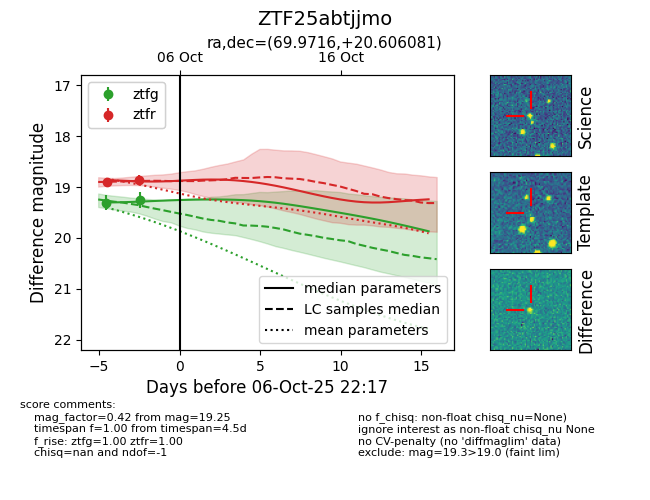 ZTF25abtjjmo
ra,dec=(69.9716,+20.606081)
06 Oct
16 Oct
17
18
19
20
21
22
Difference magnitude
ztfg
ztfr
median parameters
LC samples median
mean parameters
−5
0
5
10
15
Days before 06-Oct-25 22:17
Science
Template
Difference
score comments:
mag_factor=0.42 from mag=19.25
timespan f=1.00 from timespan=4.5d
f_rise: ztfg=1.00 ztfr=1.00
chisq=nan and ndof=-1
no f_chisq: non-float chisq_nu=None)
ignore interest as non-float chisq_nu None
no CV-penalty (no 'diffmaglim' data)
exclude: mag=19.3>19.0 (faint lim)